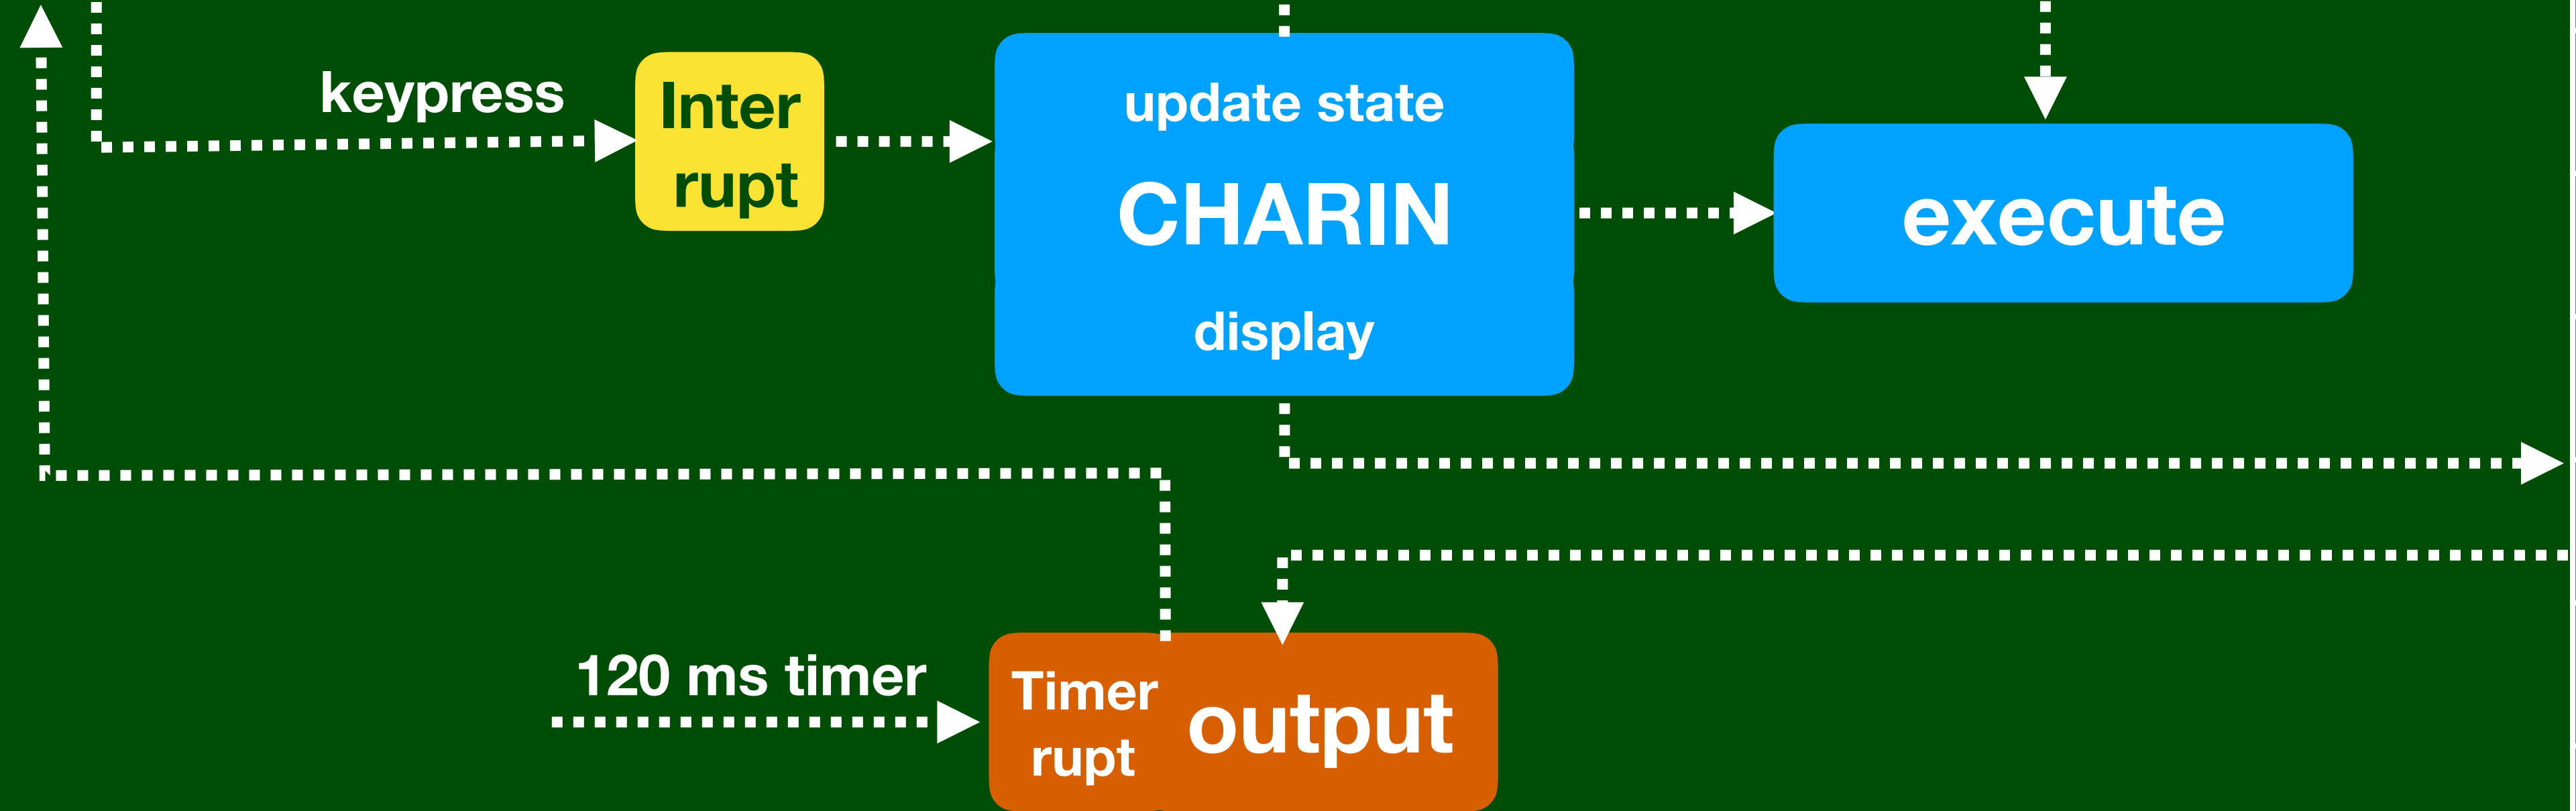 keypress
Inter
rupt
update state
CHARIN
display
execute
120 ms timer
Timer
rupt
output